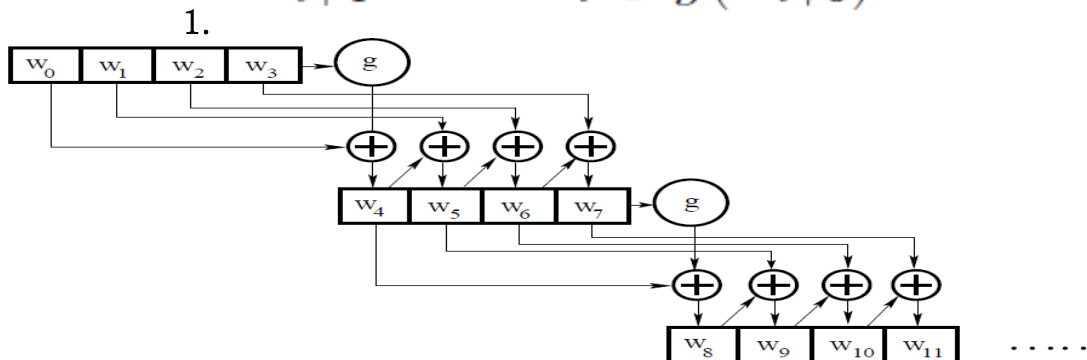 1.
w₀ w₁ w₂ w₃ g
w₄ w₅ w₆ w₇ g
w₈ w₉ w₁₀ w₁₁ .....